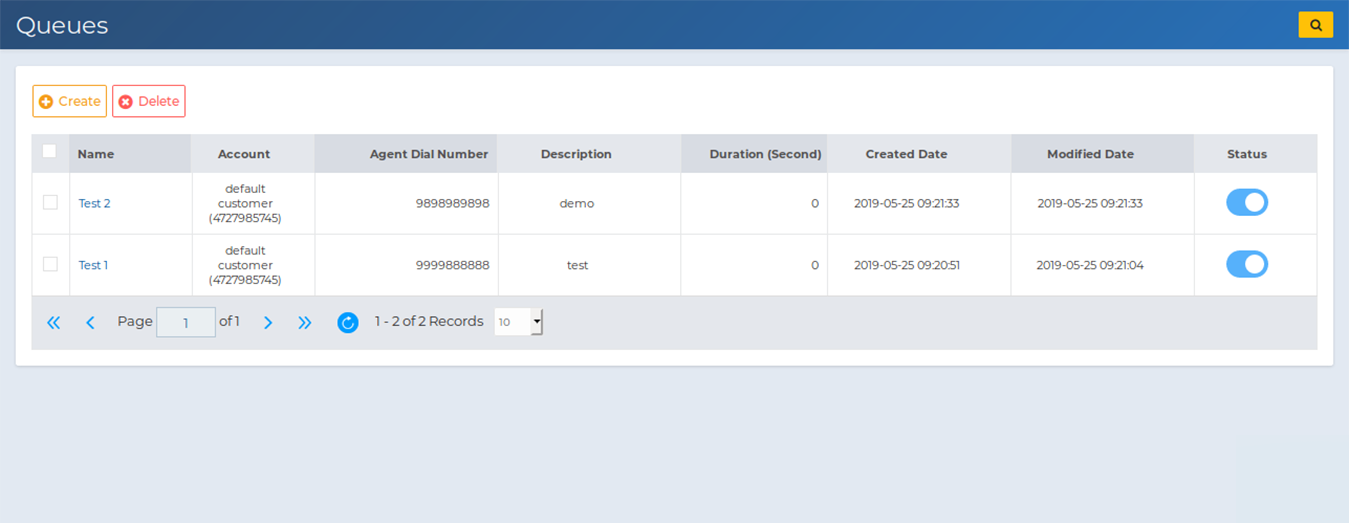 Queues
Create Delete
Name Account Agent Dial Number Description Duration (Second) Created Date Modified Date Status
default
Test 2 customer 9898989898 demo 0 2019-05-25 09:21:33 2019-05-25 09:21:33
(4727985745)
default
Test 1 customer 9999888888 test 0 2019-05-25 09:20:51 2019-05-25 09:21:04
(4727985745)
Page 1 of 1 1 - 2 of 2 Records 10